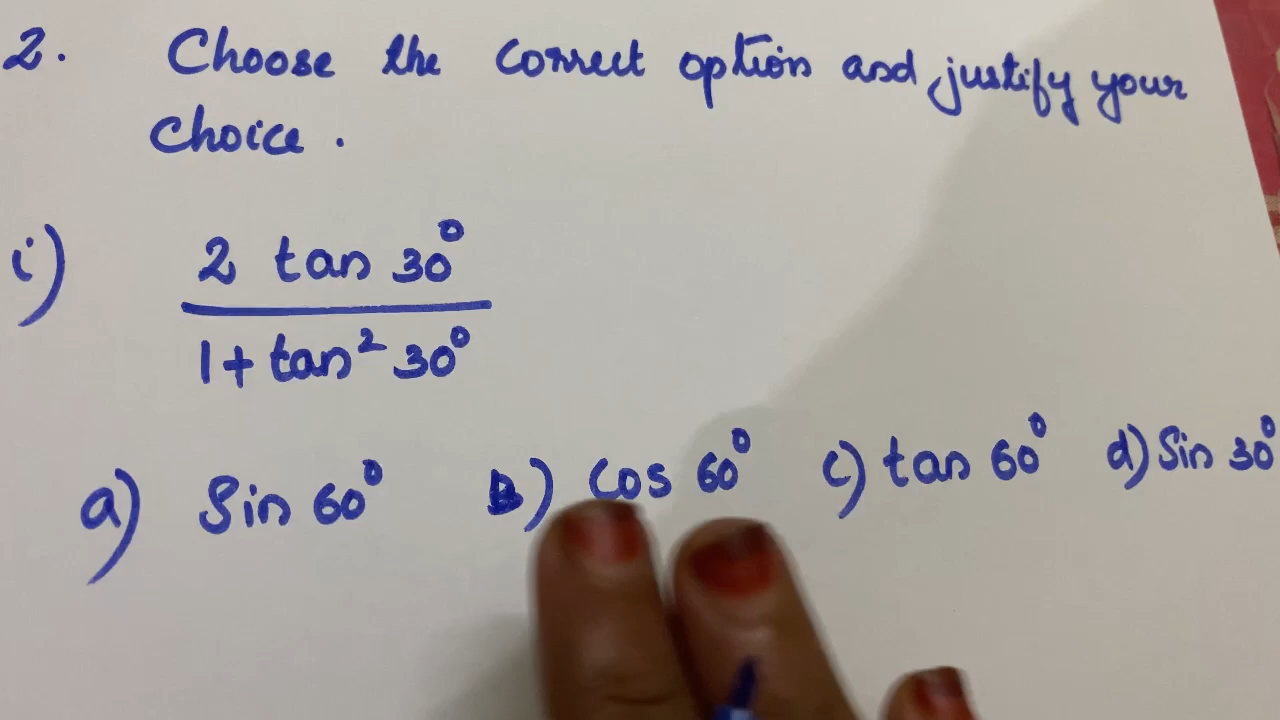 2. Choose the correct option and justify your
choice.
i) 2 tan 30°
1 + tan² 30°
a) Sin 60° b) Cos 60° c) tan 60° d) Sin 30°